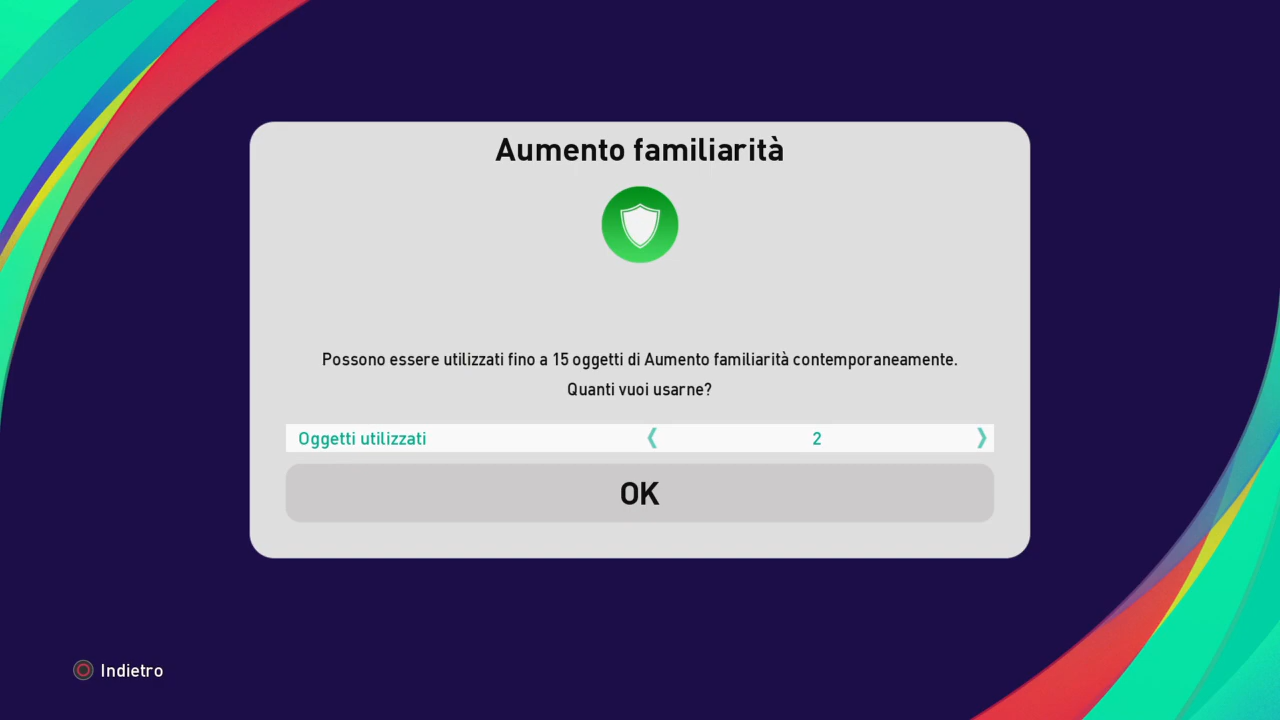 Aumento familiarità
Possono essere utilizzati fino a 15 oggetti di Aumento familiarità contemporaneamente.
Quanti vuoi usarne?
Oggetti utilizzati 2
OK
Indietro